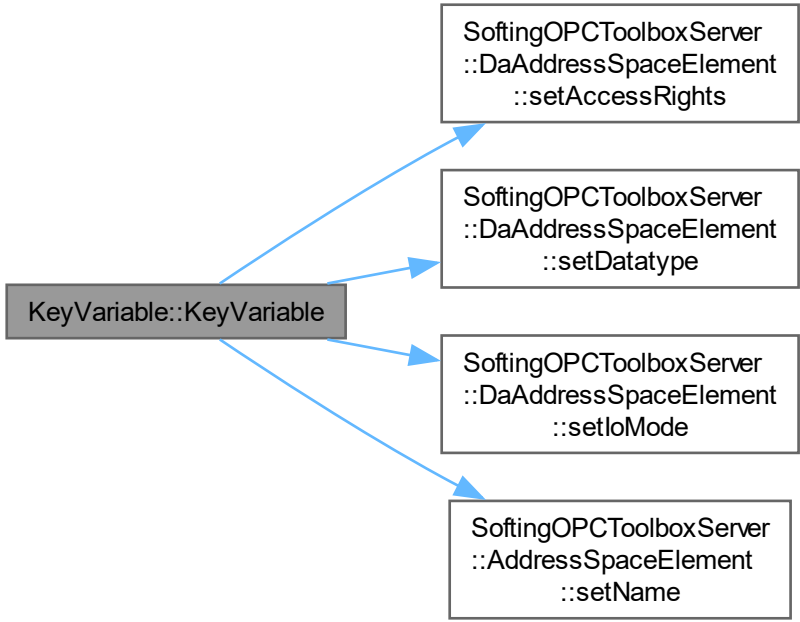 SoftingOPCToolboxServer
::DaAddressSpaceElement
::setAccessRights
SoftingOPCToolboxServer
::DaAddressSpaceElement
::setDatatype
KeyVariable::KeyVariable
SoftingOPCToolboxServer
::DaAddressSpaceElement
::setIoMode
SoftingOPCToolboxServer
::AddressSpaceElement
::setName